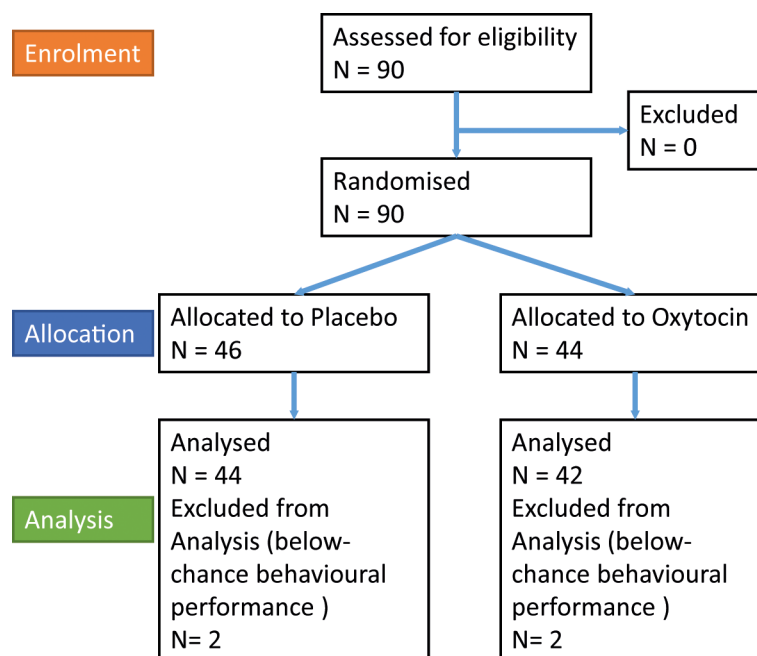 Enrolment
Assessed for eligibility
N = 90
Excluded
N = 0
Randomised
N = 90
Allocation
Allocated to Placebo
N = 46
Allocated to Oxytocin
N = 44
Analysis
Analysed
N = 44
Excluded from
Analysis (below-
chance behavioural
performance )
N= 2
Analysed
N = 42
Excluded from
Analysis (below-
chance behavioural
performance )
N= 2